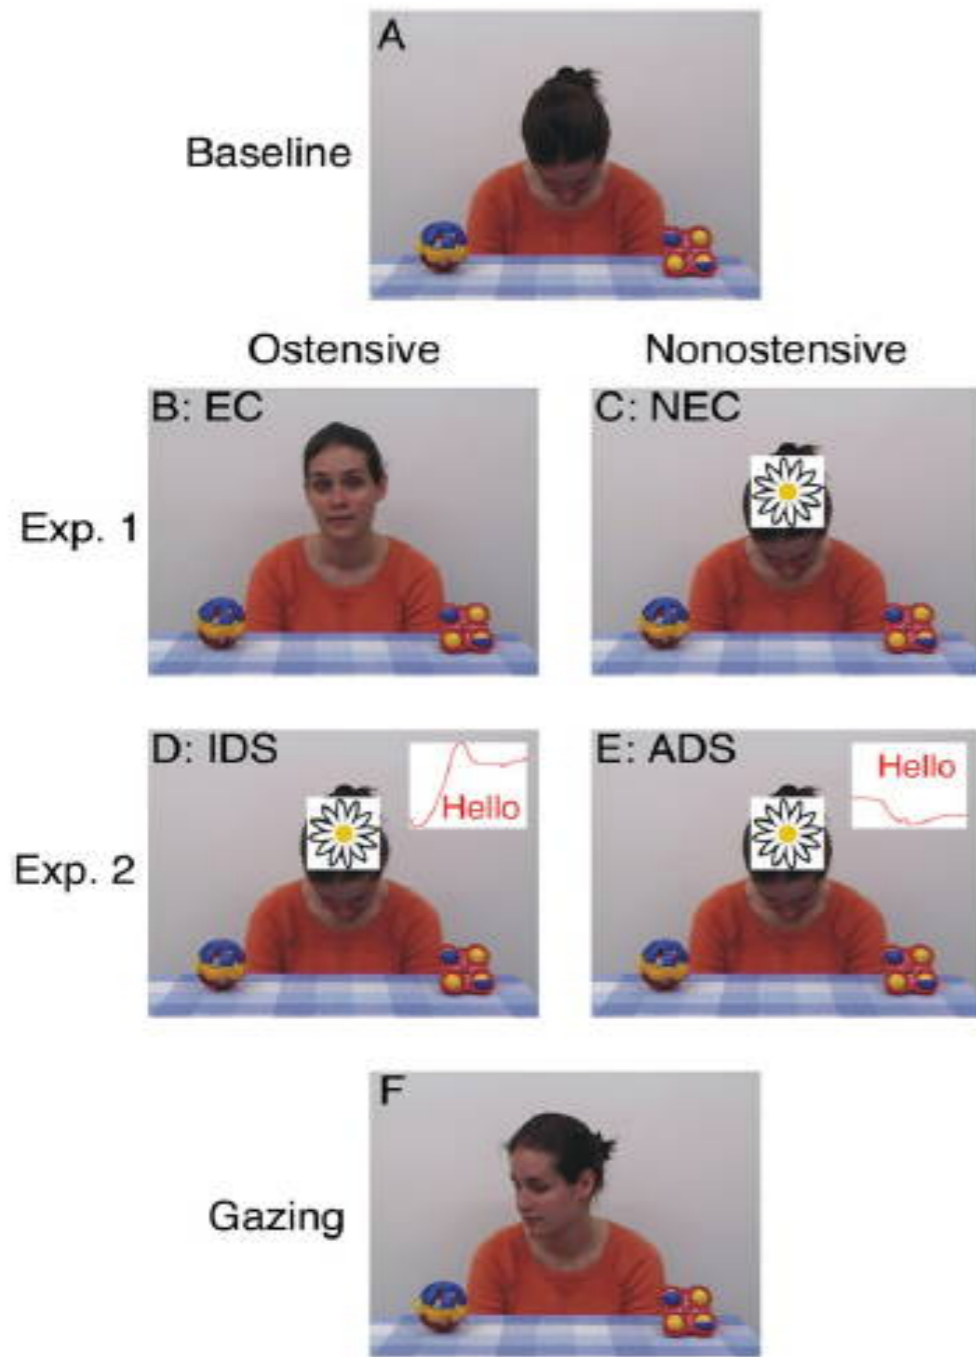 A
Baseline
Ostensive
Nonostensive
B: EC
C: NEC
Exp. 1
D: IDS
Hello
E: ADS
Hello
Exp. 2
F
Gazing